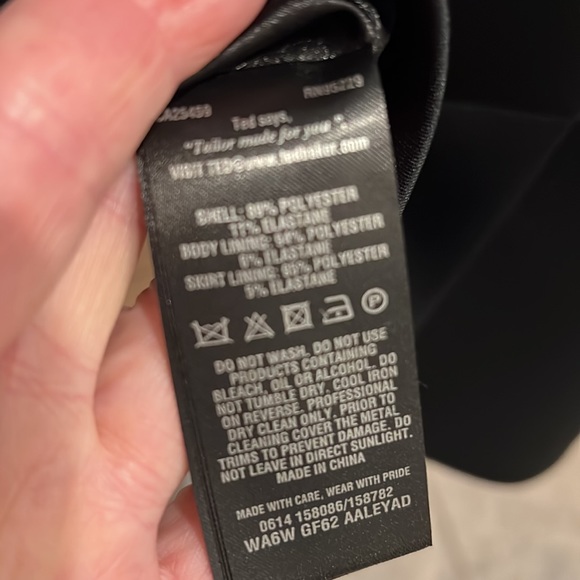 CA25459 RN95229
Ted says,
"Tailor made for you".
VISIT TED@www.tedbaker.com
SHELL: 89% POLYESTER
11% ELASTANE
BODY LINING: POLYESTER
ELASTANE
SKIRT LINING: 95% POLYESTER
5% ELASTANE
P
DO NOT WASH. DO NOT USE
PRODUCTS CONTAINING
BLEACH, OIL OR ALCOHOL. DO
NOT TUMBLE DRY. COOL IRON
ON REVERSE. PROFESSIONAL
DRY CLEAN ONLY. PRIOR TO
CLEANING COVER THE METAL
TRIMS TO PREVENT DAMAGE. DO
NOT LEAVE IN DIRECT SUNLIGHT.
MADE IN CHINA
MADE WITH CARE, WEAR WITH PRIDE
0614 158086/158782
WA6W GF62 AALEYAD